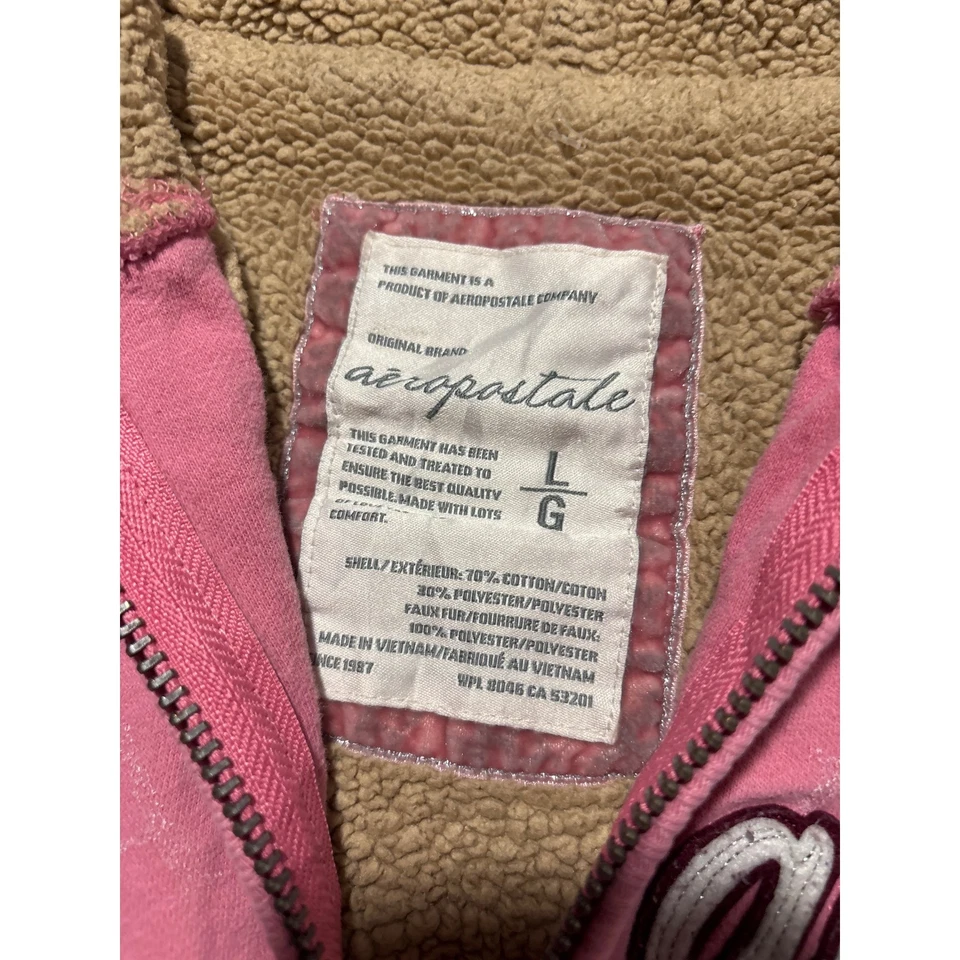 THIS GARMENT IS A
PRODUCT OF AEROPOSTALE COMPANY
ORIGINAL BRAND
aéropostale
THIS GARMENT HAS BEEN
TESTED AND TREATED TO
ENSURE THE BEST QUALITY
POSSIBLE. MADE WITH LOTS
COMFORT.
L
G
SHELL/EXTÉRIEUR: 70% COTTON/COTON
30% POLYESTER/POLYESTER
FAUX FUR/FOURRURE DE FAUX:
100% POLYESTER/POLYESTER
MADE IN VIETNAM/FABRIQUÉ AU VIETNAM
NCE 1987
WPL 8046 CA 53201